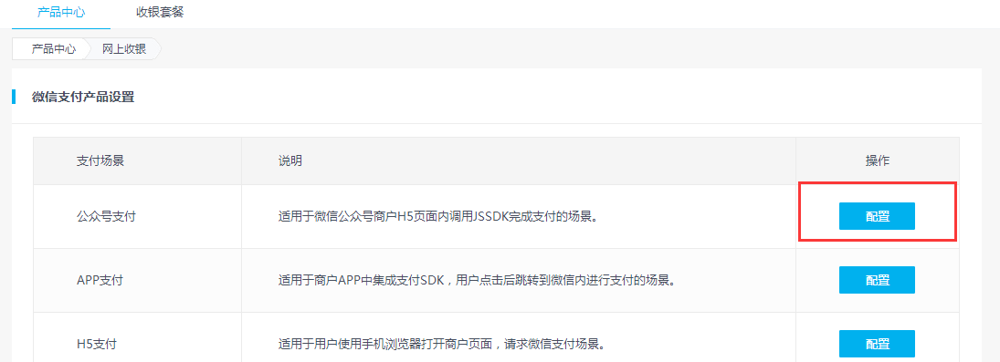 产品中心 收银套餐
产品中心 网上收银
微信支付产品设置
支付场景 说明 操作
公众号支付 适用于微信公众号商户H5页面内调用JSSDK完成支付的场景。 配置
APP支付 适用于商户APP中集成支付SDK，用户点击后跳转到微信内进行支付的场景。 配置
H5支付 适用于用户使用手机浏览器打开商户页面，请求微信支付场景。 配置